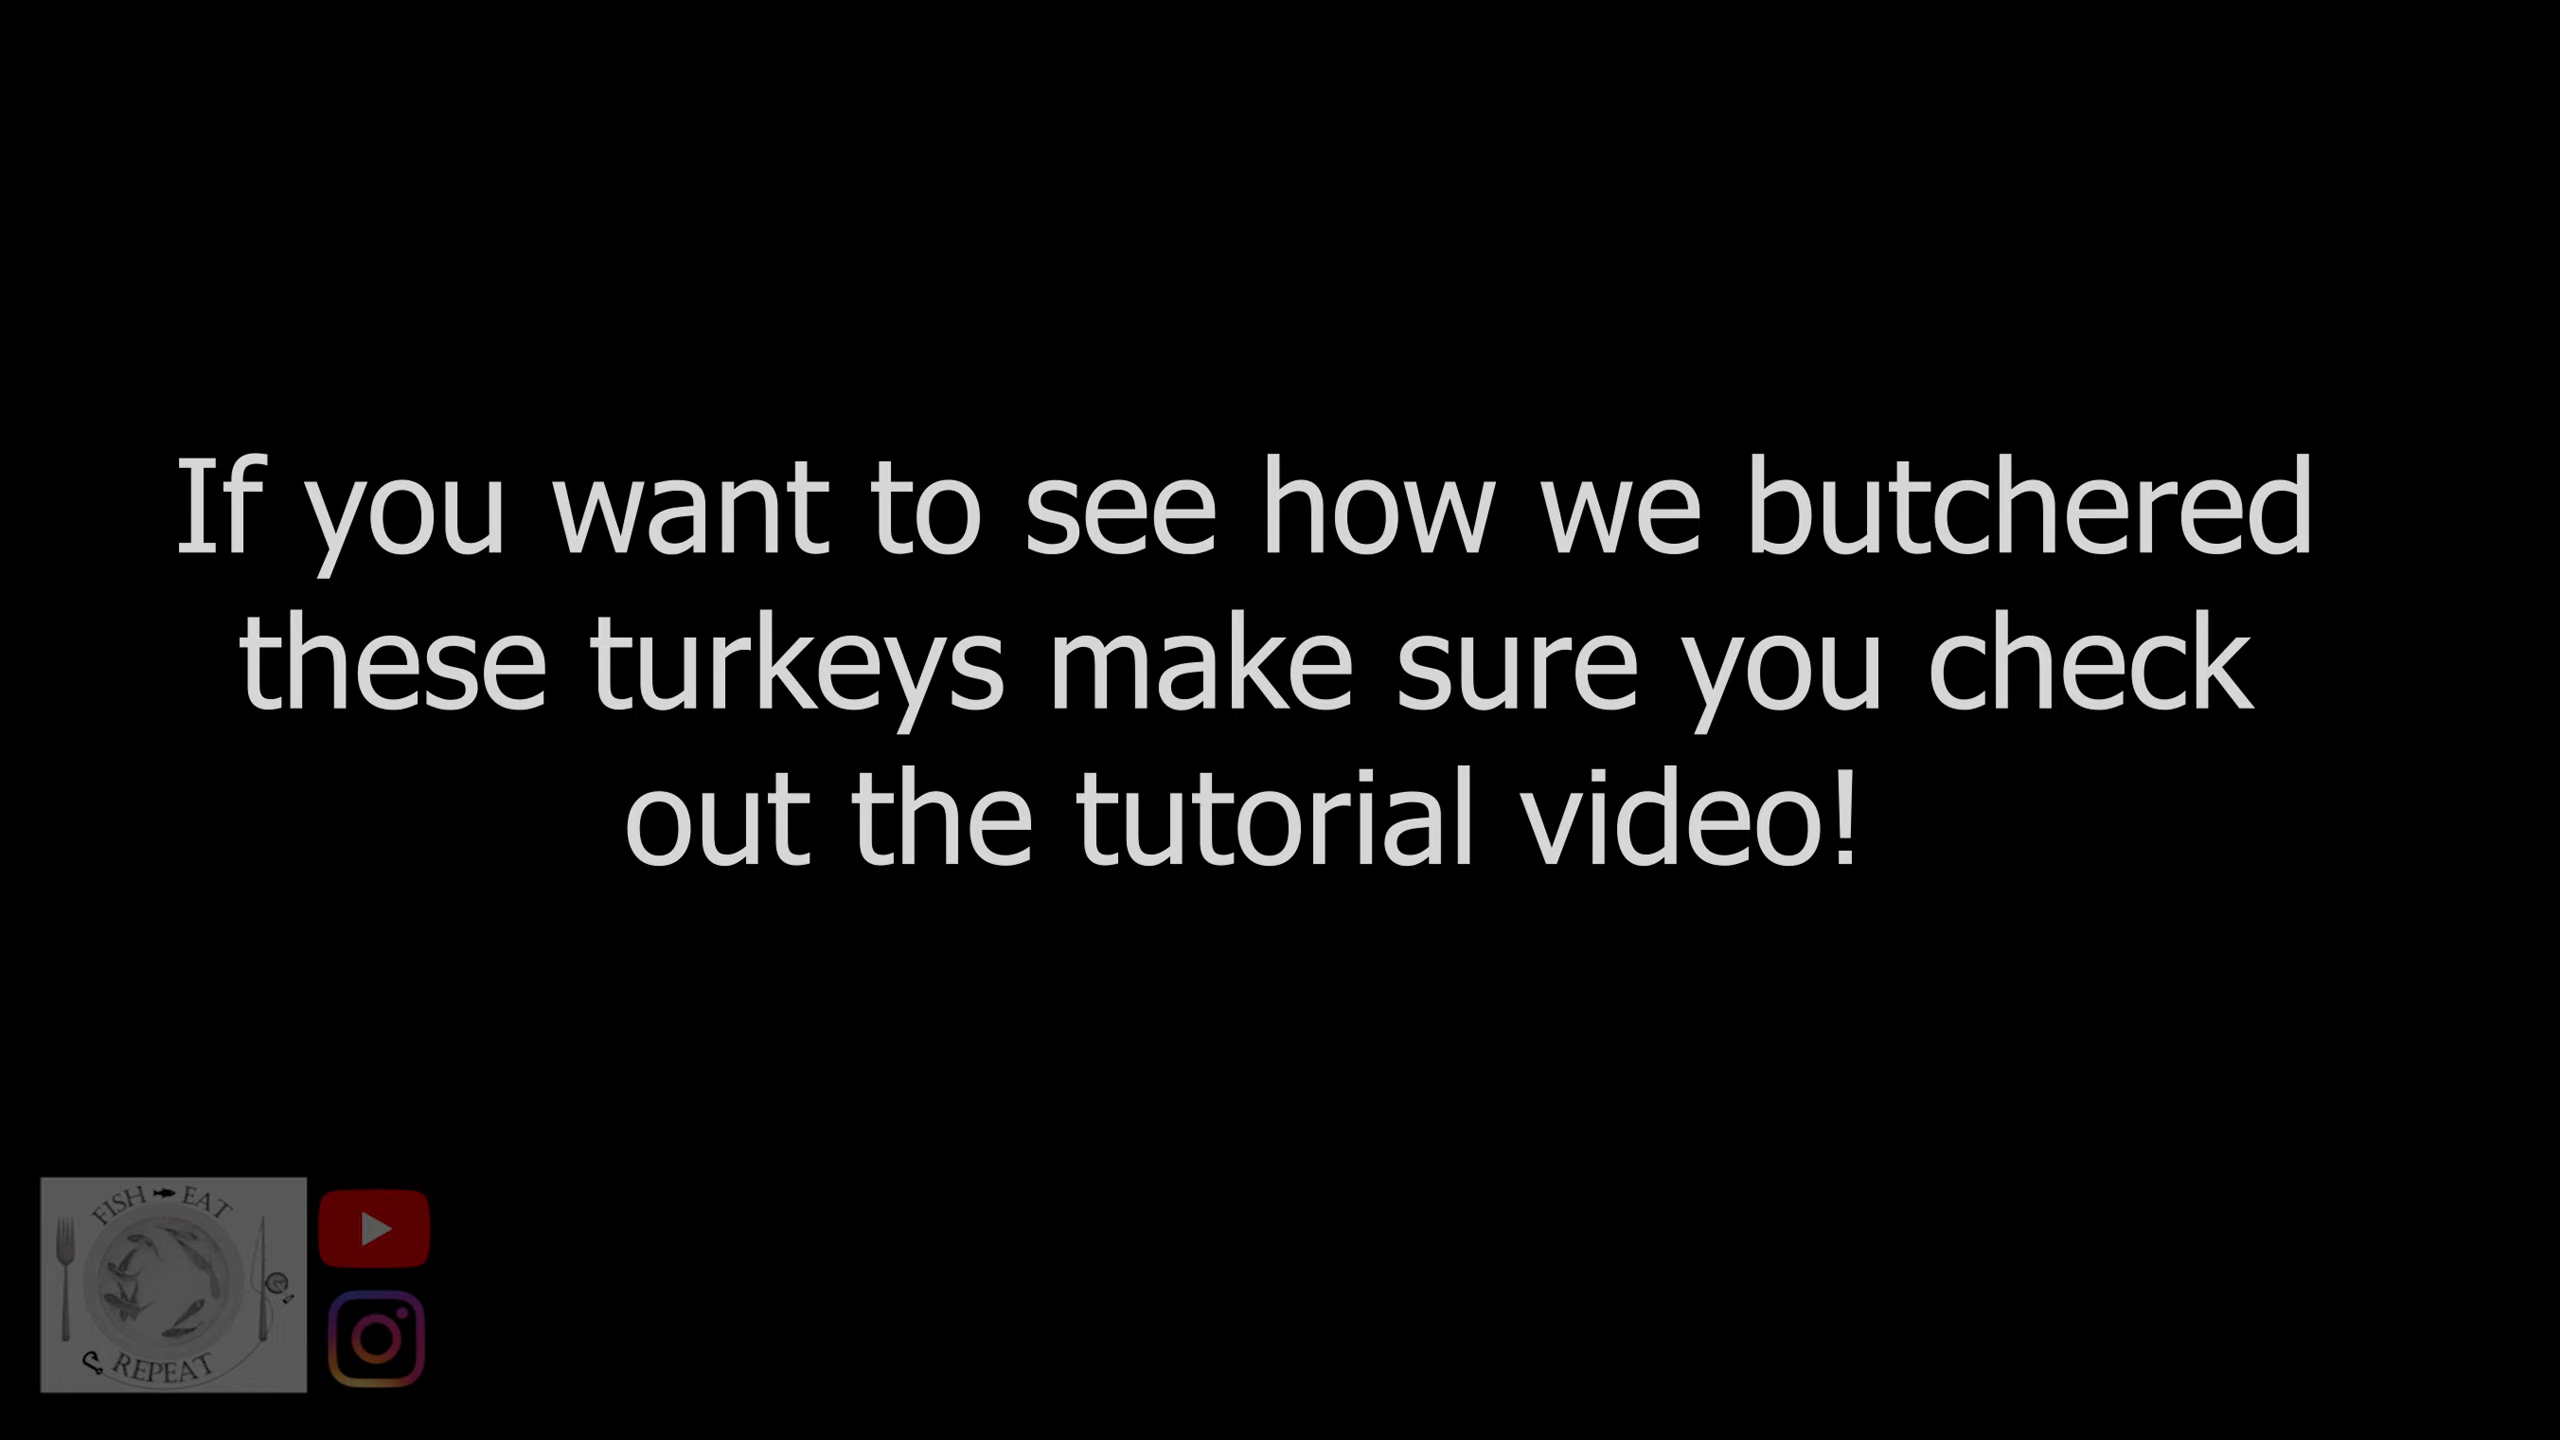 If you want to see how we butchered
these turkeys make sure you check
out the tutorial video!
FISH EAT
REPEAT